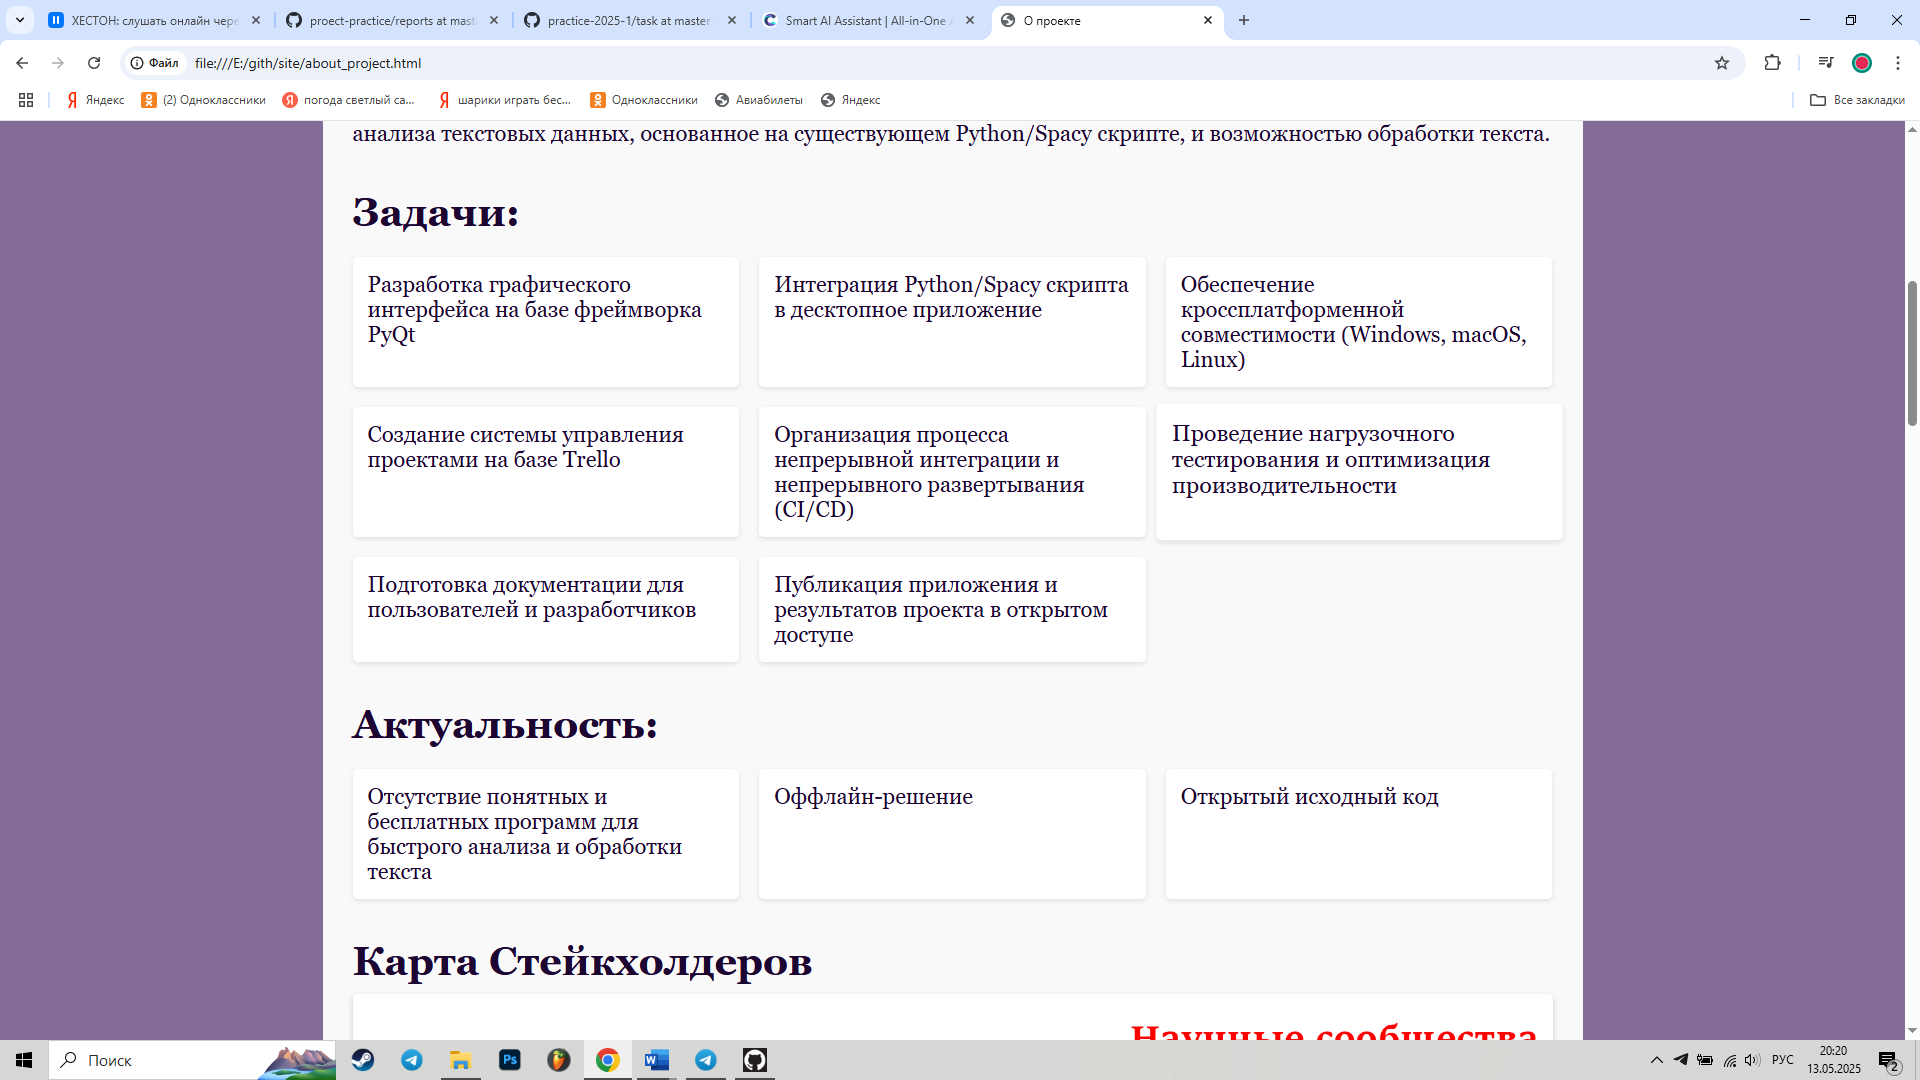 ХЕСТОН: слушать онлайн чере
proect-practice/reports at mast
practice-2025-1/task at master
Smart AI Assistant | All-in-One A
О проекте
Файл
file:///E:/gith/site/about_project.html
Яндекс
(2) Одноклассники
погода светлый са...
шарики играть бес...
Одноклассники
Авиабилеты
Яндекс
Все закладки
анализа текстовых данных, основанное на существующем Python/Spacy скрипте, и возможностью обработки текста.
Задачи:
Разработка графического
интерфейса на базе фреймворка
PyQt
Интеграция Python/Spacy скрипта
в десктопное приложение
Обеспечение
кроссплатформенной
совместимости (Windows, macOS,
Linux)
Создание системы управления
проектами на базе Trello
Организация процесса
непрерывной интеграции и
непрерывного развертывания
(CI/CD)
Проведение нагрузочного
тестирования и оптимизация
производительности
Подготовка документации для
пользователей и разработчиков
Публикация приложения и
результатов проекта в открытом
доступе
Актуальность:
Отсутствие понятных и
бесплатных программ для
быстрого анализа и обработки
текста
Оффлайн-решение
Открытый исходный код
Карта Стейкхолдеров
Научные сообщества
Поиск
Ps
W
РУС
20:20
13.05.2025
2